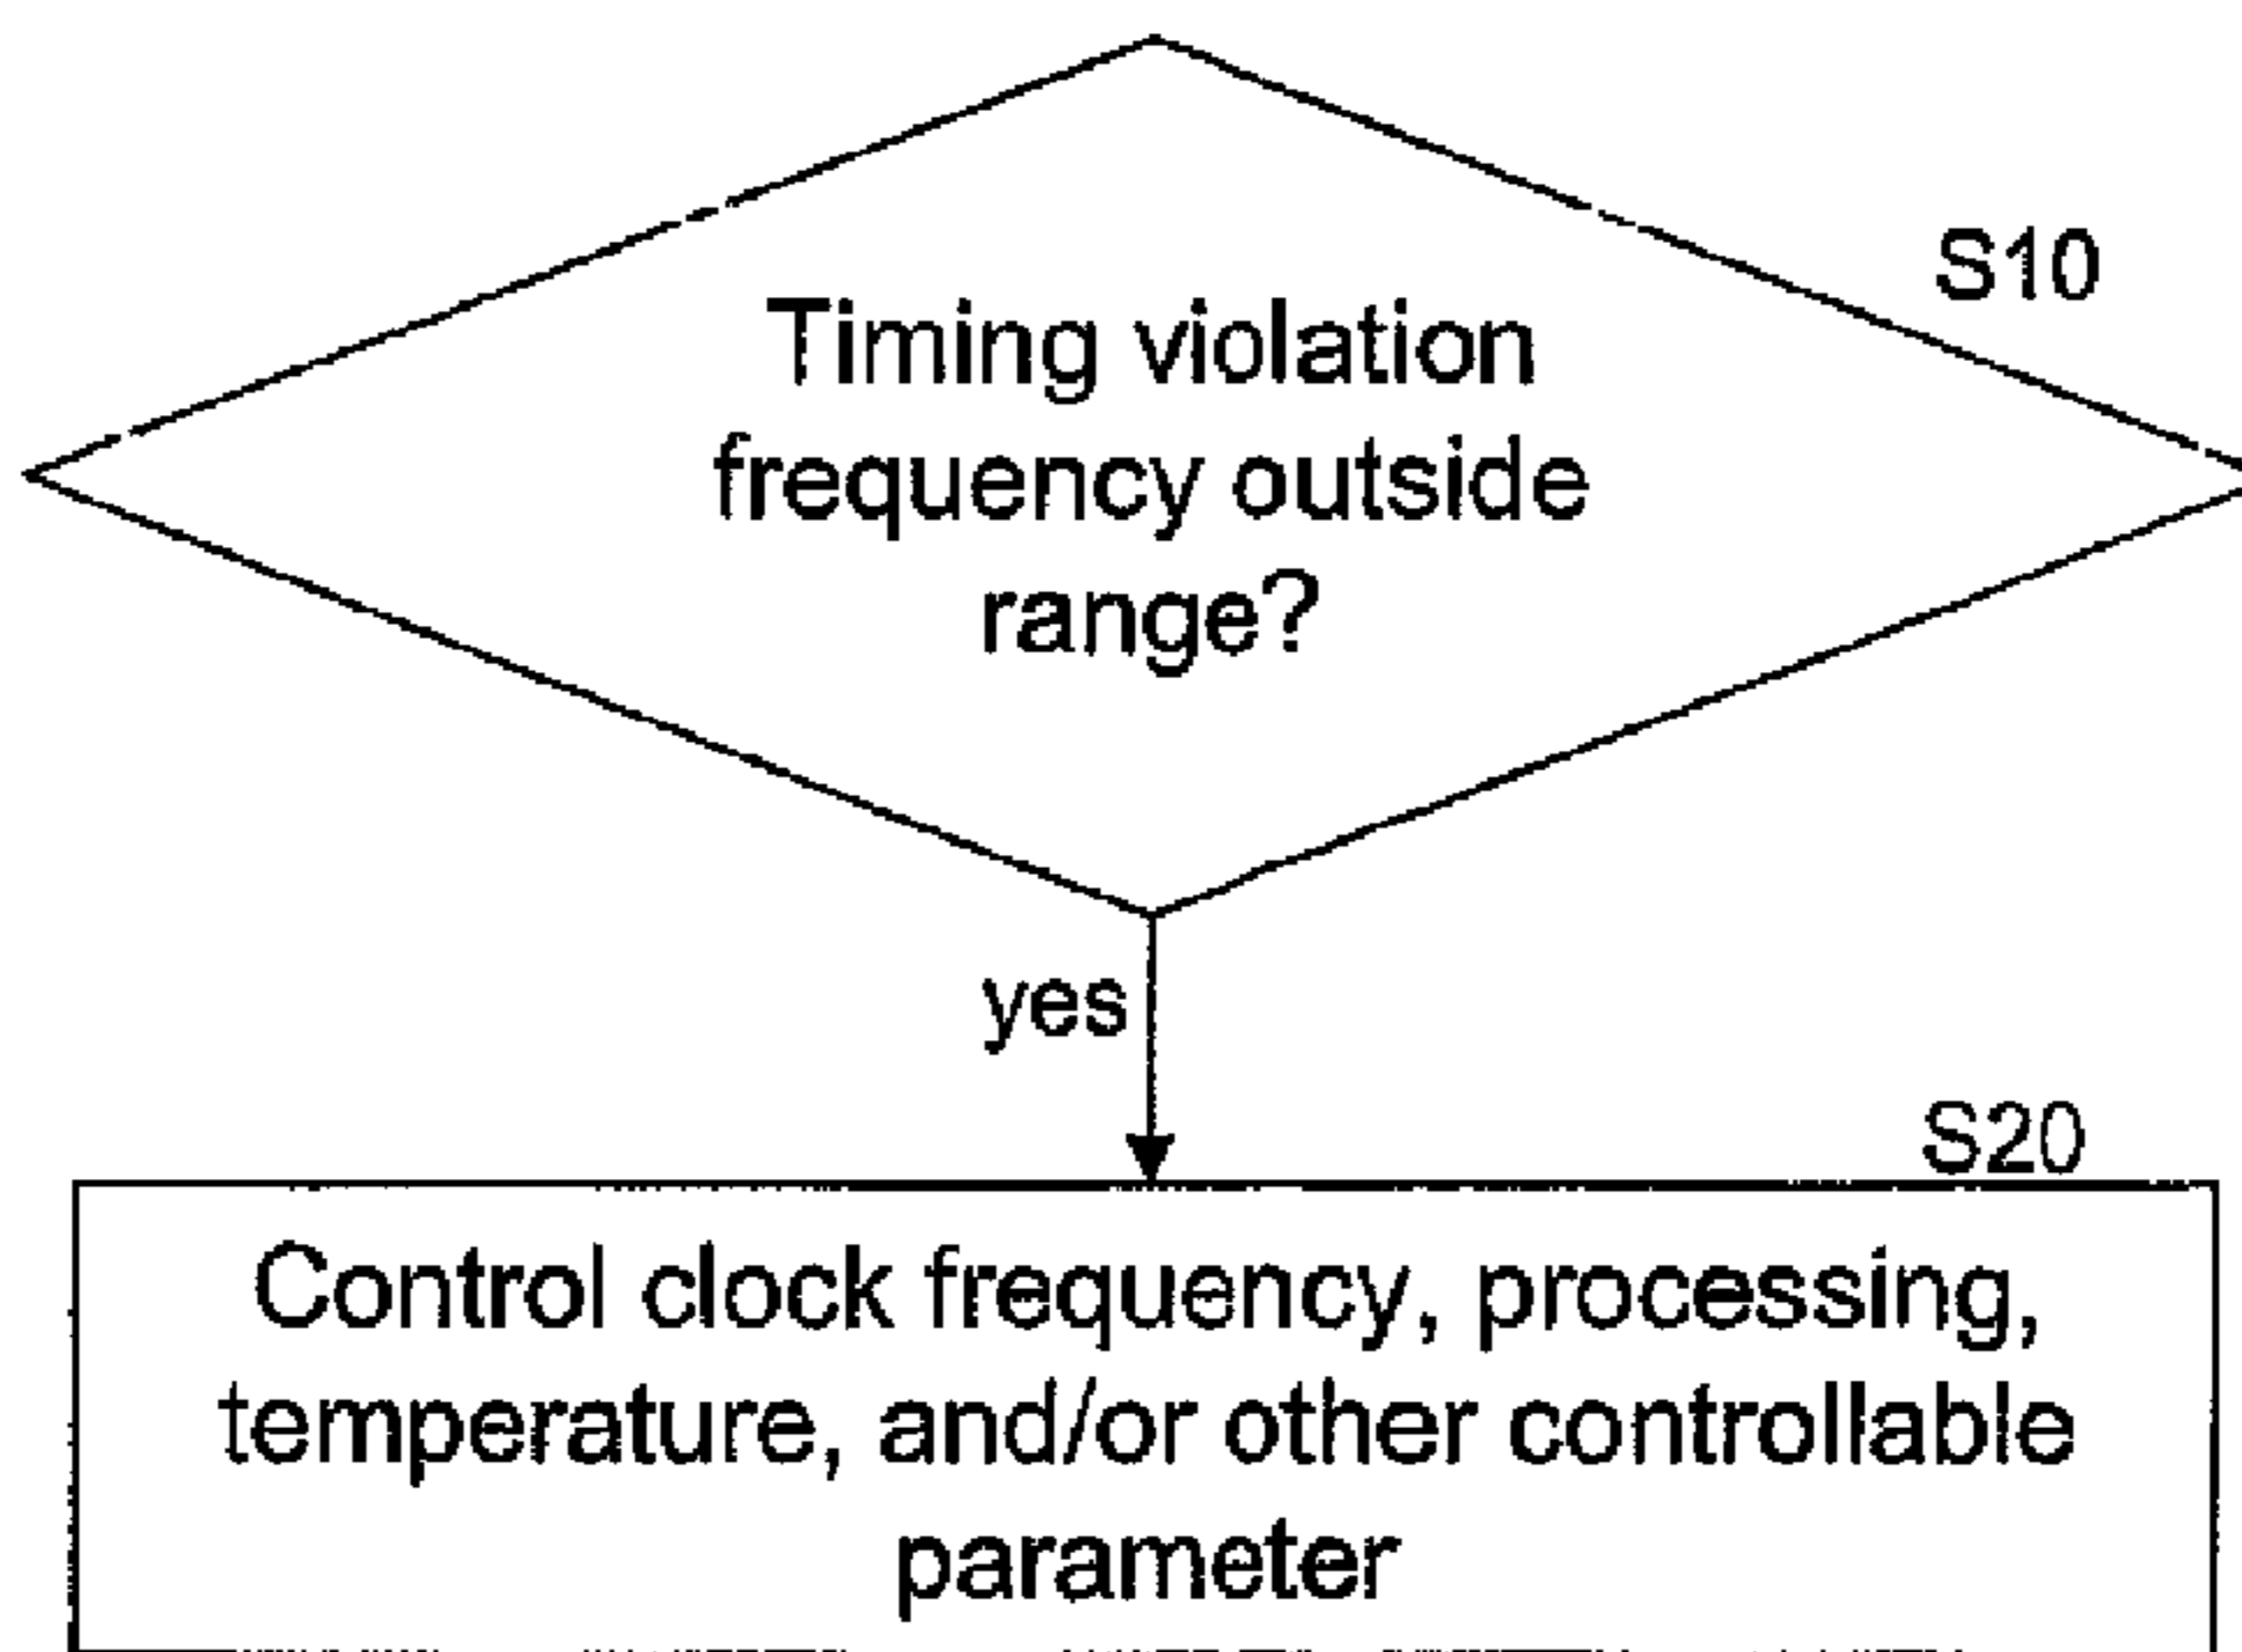 S10
Timing violation
frequency outside
range?
yes
S20
Control clock frequency, processing,
temperature, and/or other controllable
parameter